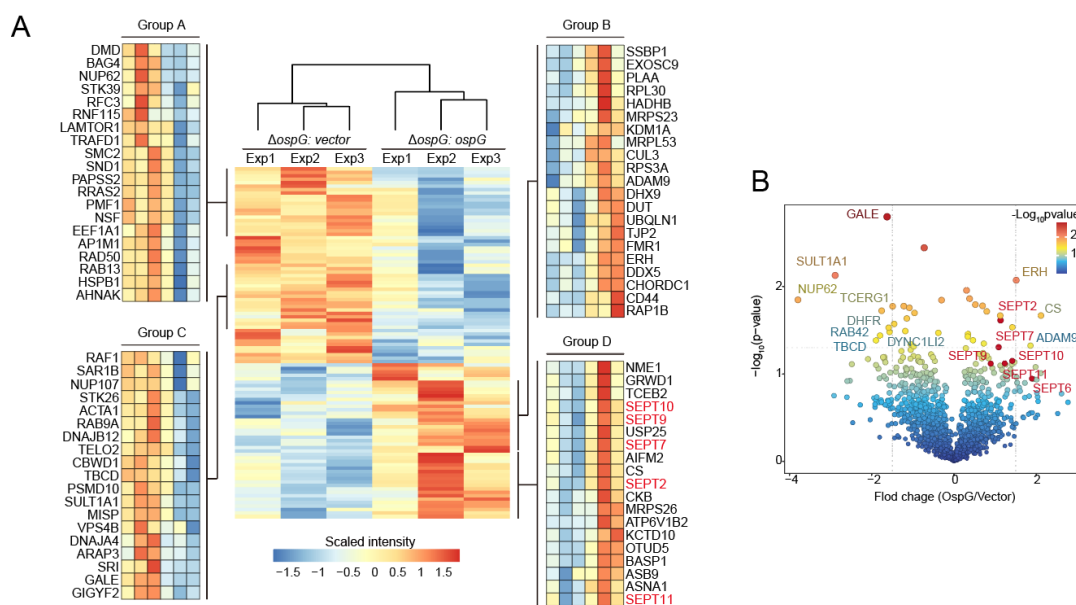 A
Group A
DMD
BAG4
NUP62
STK39
RFC3
RNF115
LAMTOR1
TRAFD1
SMC2
SND1
PAPSS2
RRAS2
PMF1
NSF
EEF1A1
AP1M1
RAD50
RAB13
HSPB1
AHNAK
Group C
RAF1
SAR1B
NUP107
STK26
ACTA1
RAB9A
DNAJB12
TELO2
CBWD1
TBCD
PSMD10
SULT1A1
MISP
VPS4B
DNAJA4
ARAP3
SRI
GALE
GIGYF2
ΔospG: vector
ΔospG: ospG
Exp1 Exp2 Exp3 Exp1 Exp2 Exp3
Scaled intensity
−1.5 −1 −0.5 0.5 1 1.5
Group B
SSBP1
EXOSC9
PLAA
RPL30
HADHB
MRPS23
KDM1A
MRPL53
CUL3
RPS3A
ADAM9
DHX9
DUT
UBQLN1
TJP2
FMR1
ERH
DDX5
CHORDC1
CD44
RAP1B
Group D
NME1
GRWD1
TCEB2
SEPT10
SEPT9
USP25
SEPT7
AIFM2
CS
SEPT2
CKB
MRPS26
ATP6V1B2
KCTD10
OTUD5
BASP1
ASB9
ASNA1
SEPT11
B
GALE
-Log10pvalue
2
1
SULT1A1
ERH
NUP62
TCERG1
SEPT2
CS
DHFR
RAB42
SEPT7
ADAM9
TBCD
DYNC1LI2
SEPT9
SEPT10
SEPT11
SEPT6
−log10(p−value)
2
1
0
−4 −2 0 2
Flod chage (OspG/Vector)